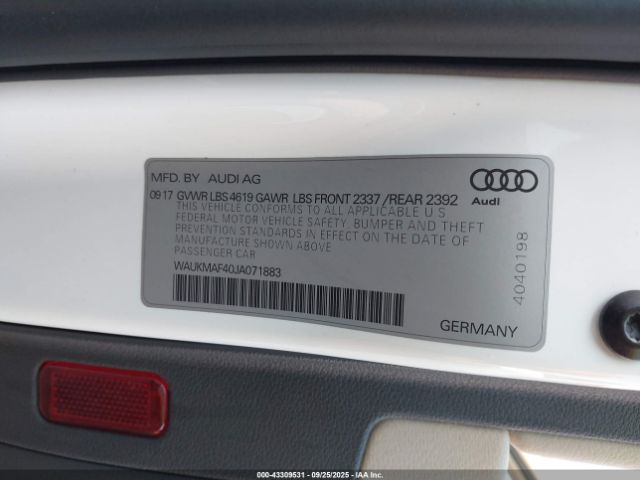 MFD. BY AUDI AG
09 17 GVWR LBS 4619 GAWR LBS FRONT 2337 / REAR 2392
THIS VEHICLE CONFORMS TO ALL APPLICABLE U S
FEDERAL MOTOR VEHICLE SAFETY, BUMPER AND THEFT
PREVENTION STANDARDS IN EFFECT ON THE DATE OF
MANUFACTURE SHOWN ABOVE
PASSENGER CAR
WAUKMAF40JA071883
Audi
4040198
GERMANY
000-43309531 - 09/25/2025 - COPYRIGHT IAA, LLC.